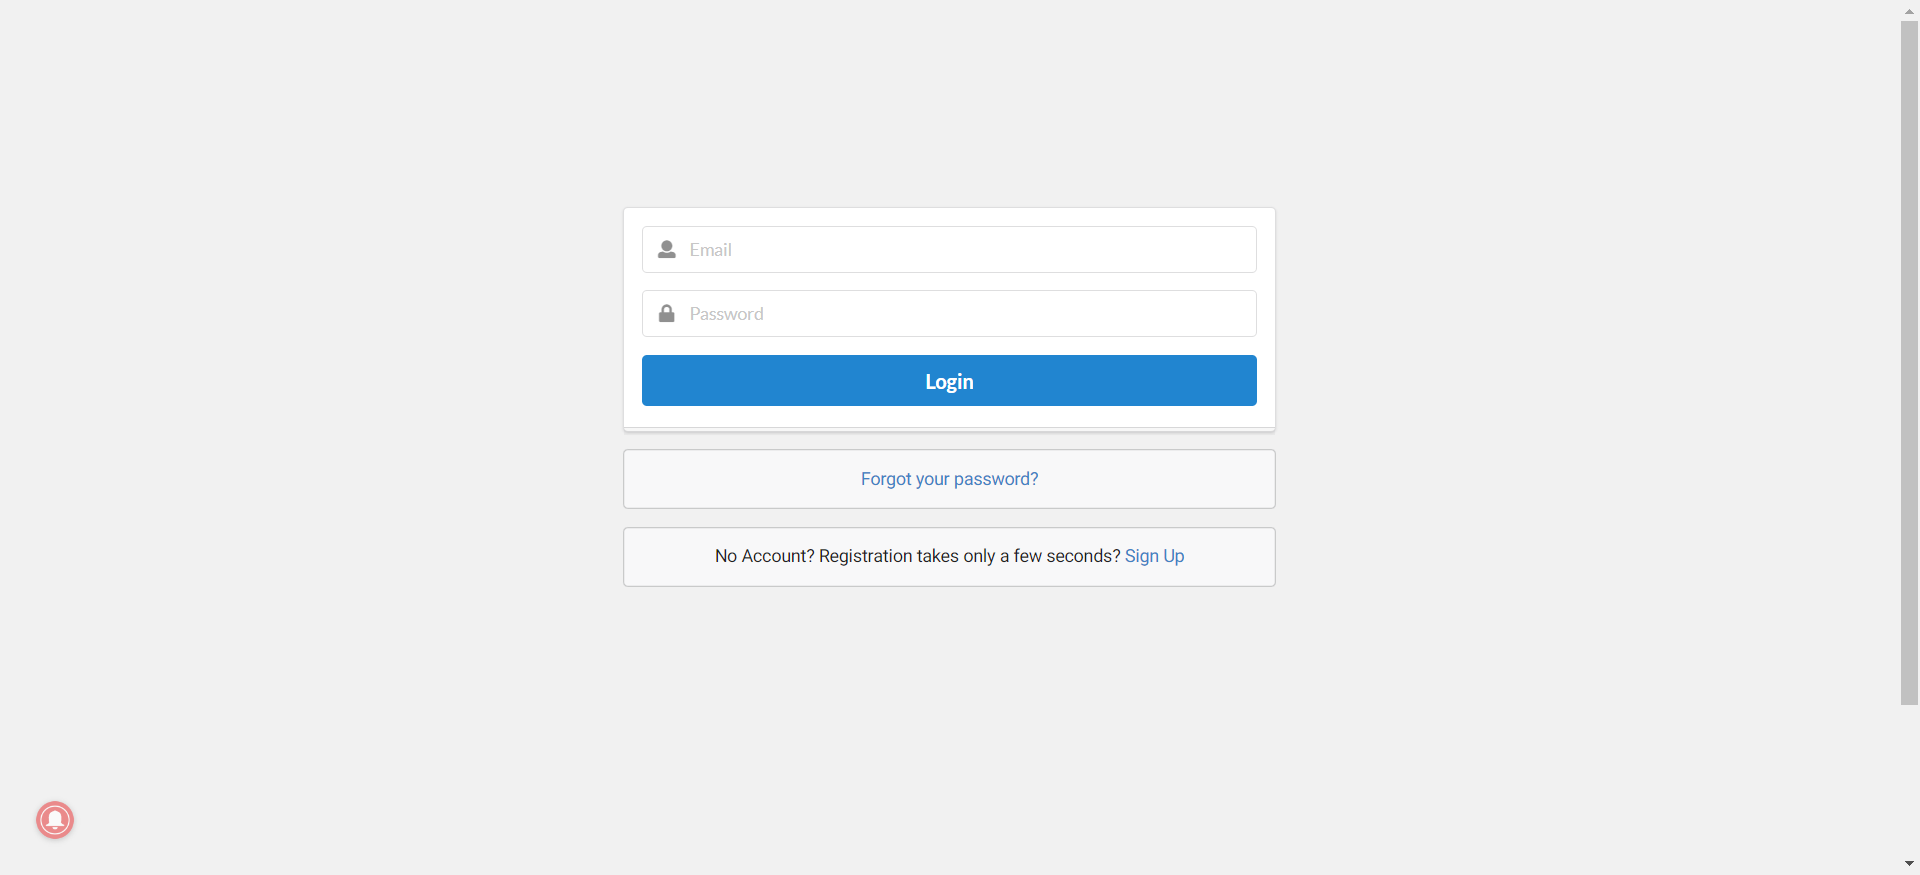 Email
Password
Login
Forgot your password?
No Account? Registration takes only a few seconds? Sign Up